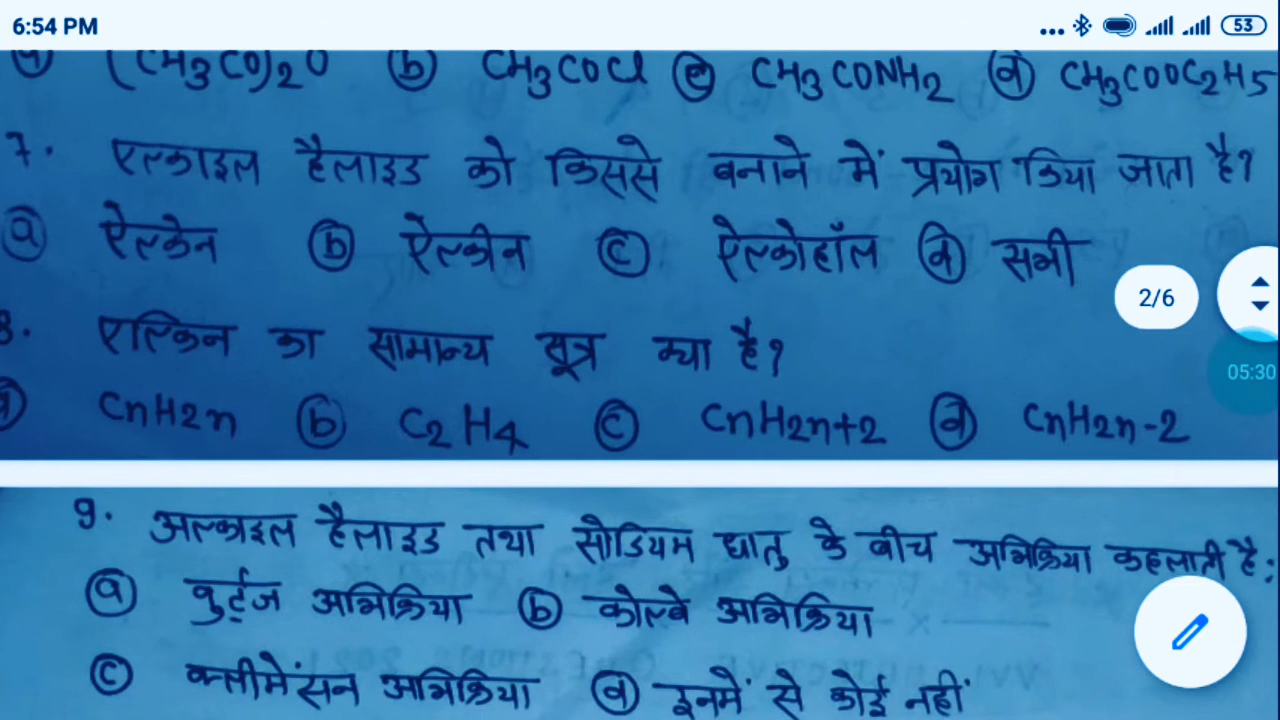 6:54 PM ... 53
(CH3CO)2O ⓑ CH3COCl ⓒ CH3CONH2 ⓓ CH3COOC2H5
7. एल्काइल हैलाइड को किससे बनाने में प्रयोग किया जाता है?
ⓐ ऐल्केन ⓑ ऐल्कीन ⓒ ऐल्कोहॉल ⓓ सभी
2/6
8. एल्किन का सामान्य सूत्र क्या है?
05:30
ⓐ CnH2n ⓑ C2H4 ⓒ CnH2n+2 ⓓ CnH2n-2
9. अल्काइल हैलाइड तथा सोडियम धातु के बीच अभिक्रिया कहलाती है:
ⓐ वुर्ट्ज अभिक्रिया ⓑ कोल्वे अभिक्रिया
ⓒ क्लीमेंसन अभिक्रिया ⓓ इनमें से कोई नहीं